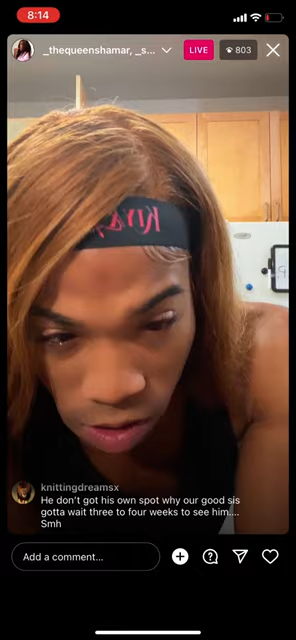 8:14
_thequeenshamar, _s...
LIVE
803
knittingdreamsx
He don't got his own spot why our good sis
gotta wait three to four weeks to see him....
Smh
Add a comment...